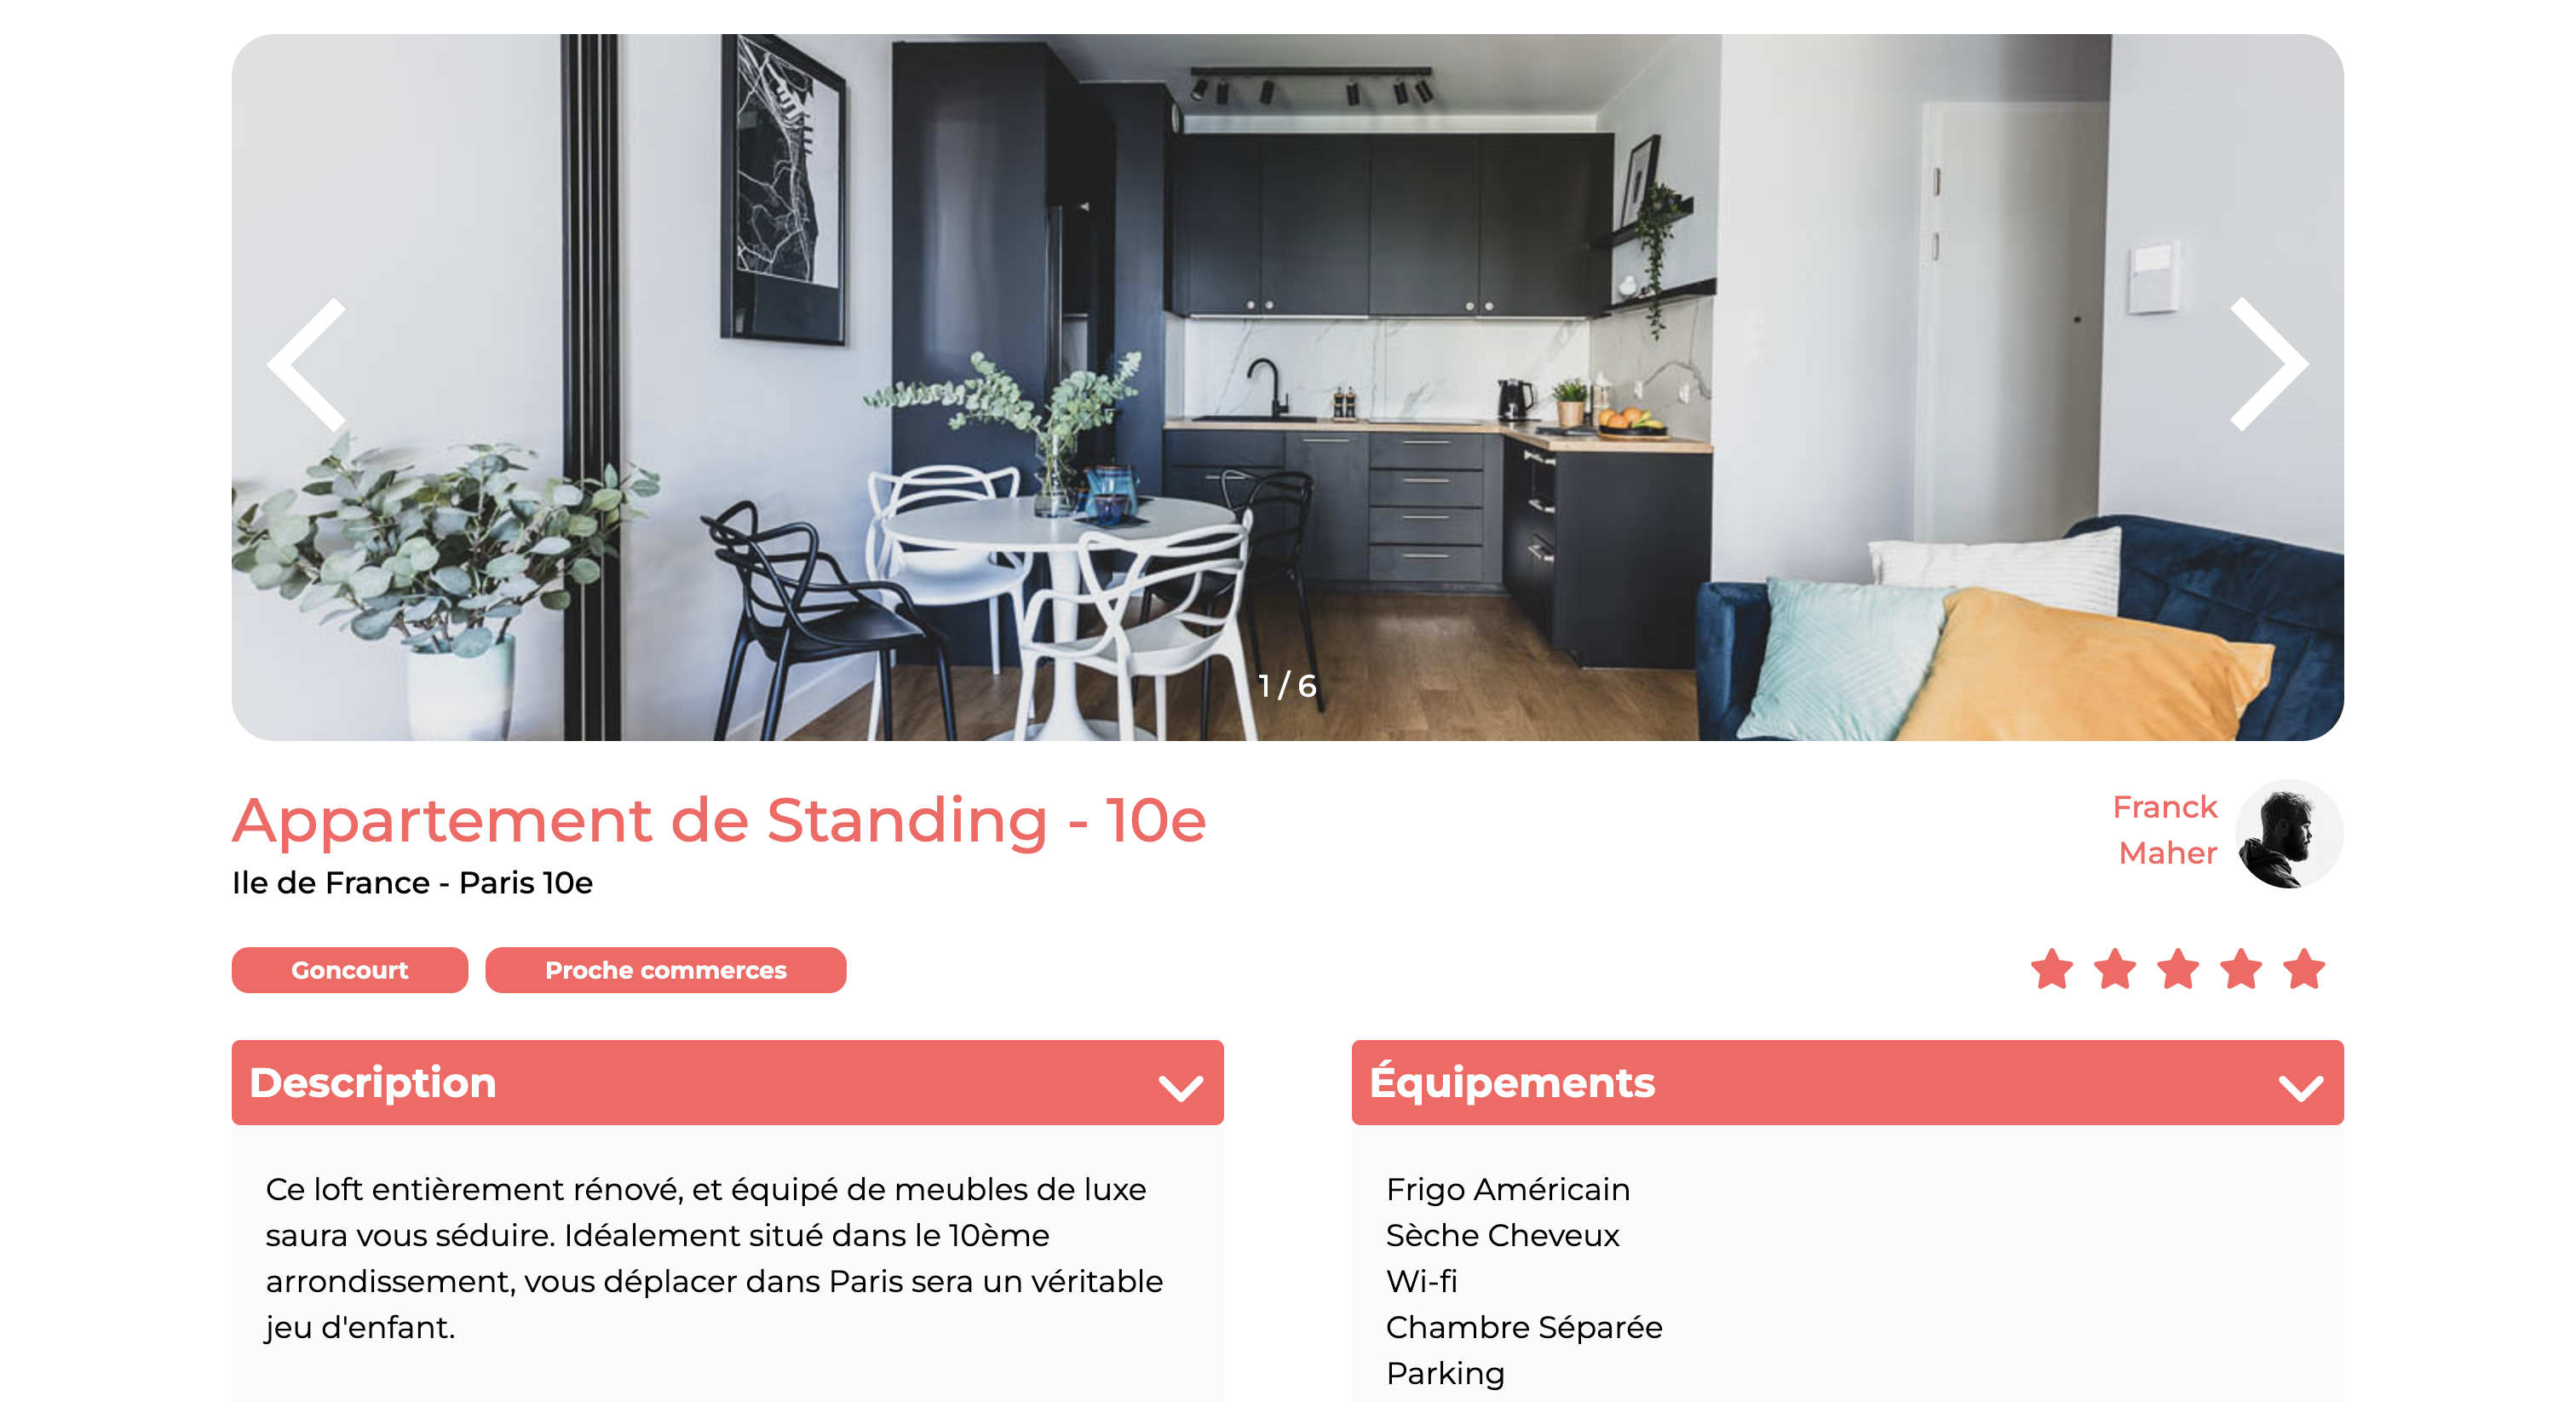 1 / 6
Appartement de Standing - 10e
Ile de France - Paris 10e
Franck
Maher
Goncourt
Proche commerces
Description
Ce loft entièrement rénové, et équipé de meubles de luxe
saura vous séduire. Idéalement situé dans le 10ème
arrondissement, vous déplacer dans Paris sera un véritable
jeu d'enfant.
Équipements
Frigo Américain
Sèche Cheveux
Wi-fi
Chambre Séparée
Parking